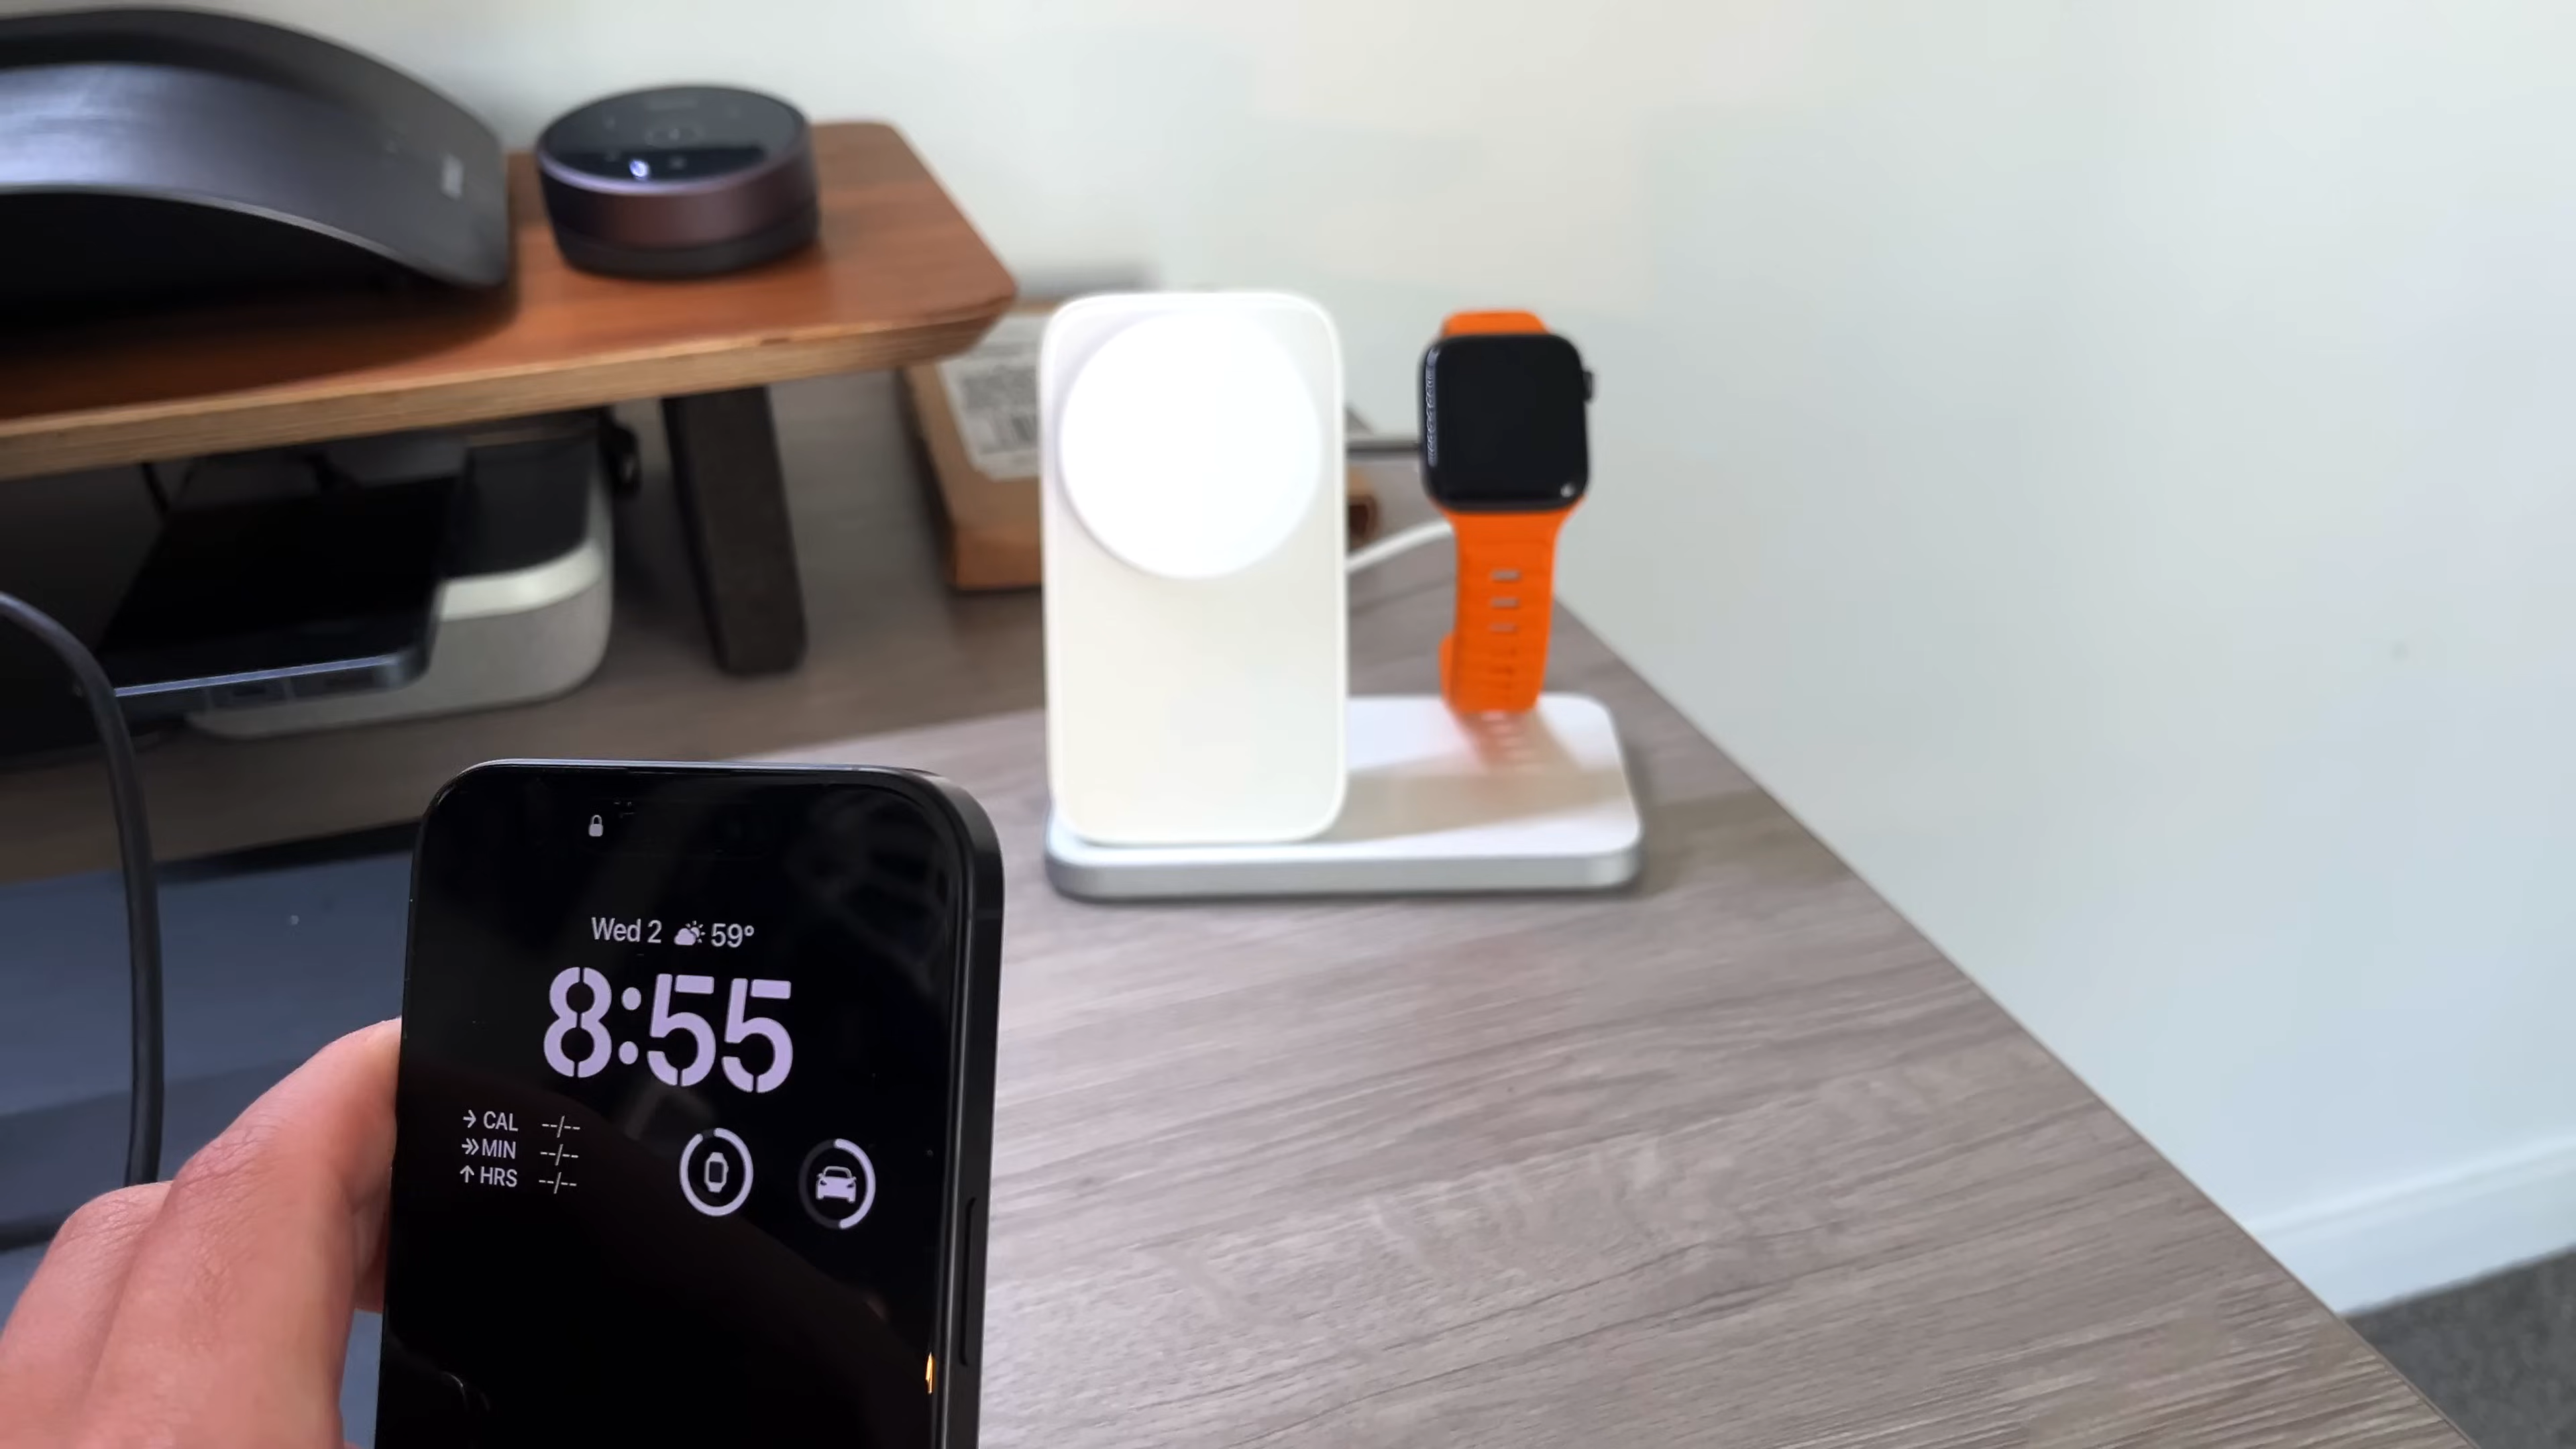 Wed 2 59°
8:55
→ CAL --/--
MIN --/--
↑ HRS --/--